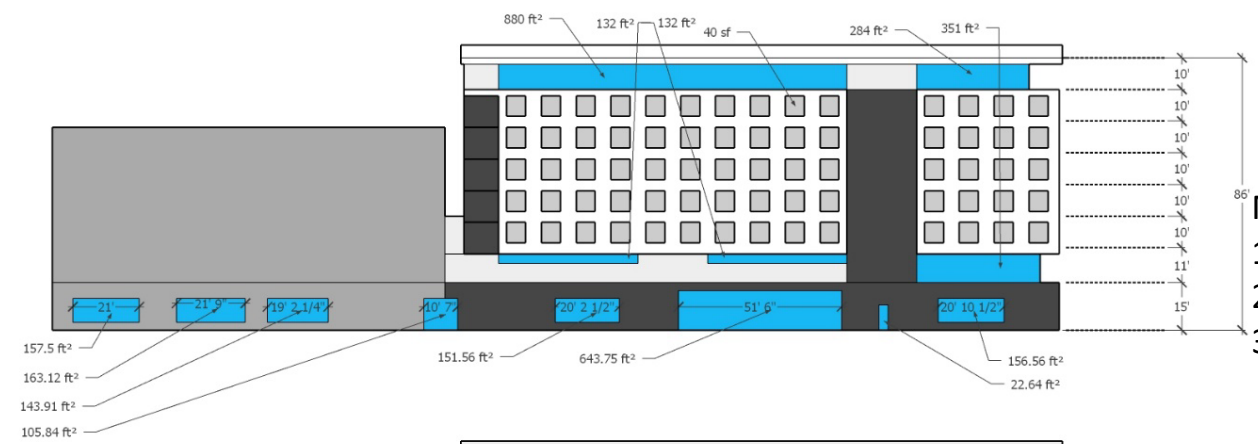 880 ft²
132 ft²
132 ft²
40 sf
284 ft²
351 ft²
10'
10'
10'
10'
10'
10'
11'
15'
86'
1
2
3
21'
21' 9"
19' 2 1/4"
10' 7"
20' 2 1/2"
51' 6"
20' 10 1/2"
157.5 ft²
163.12 ft²
143.91 ft²
105.84 ft²
151.56 ft²
643.75 ft²
156.56 ft²
22.64 ft²